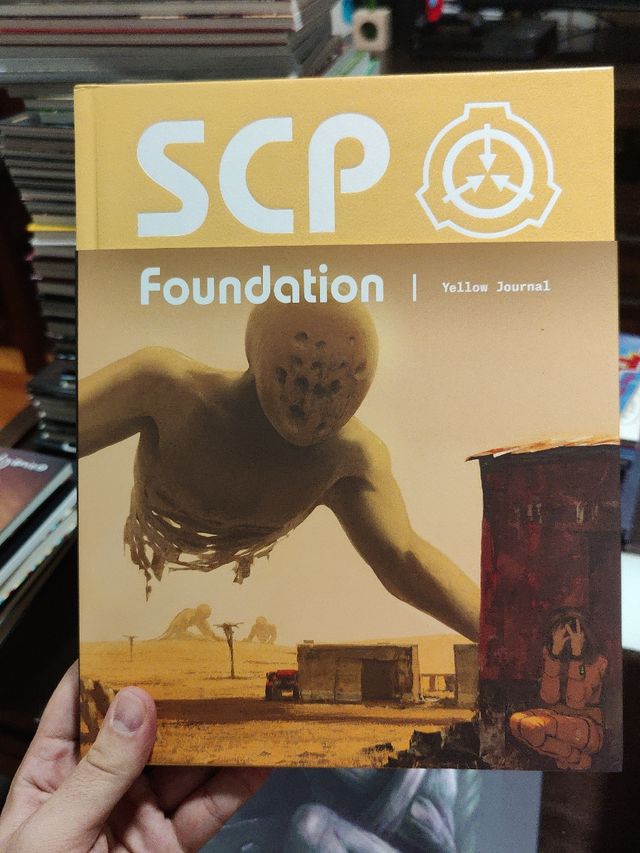 SCP
Foundation | Yellow Journal